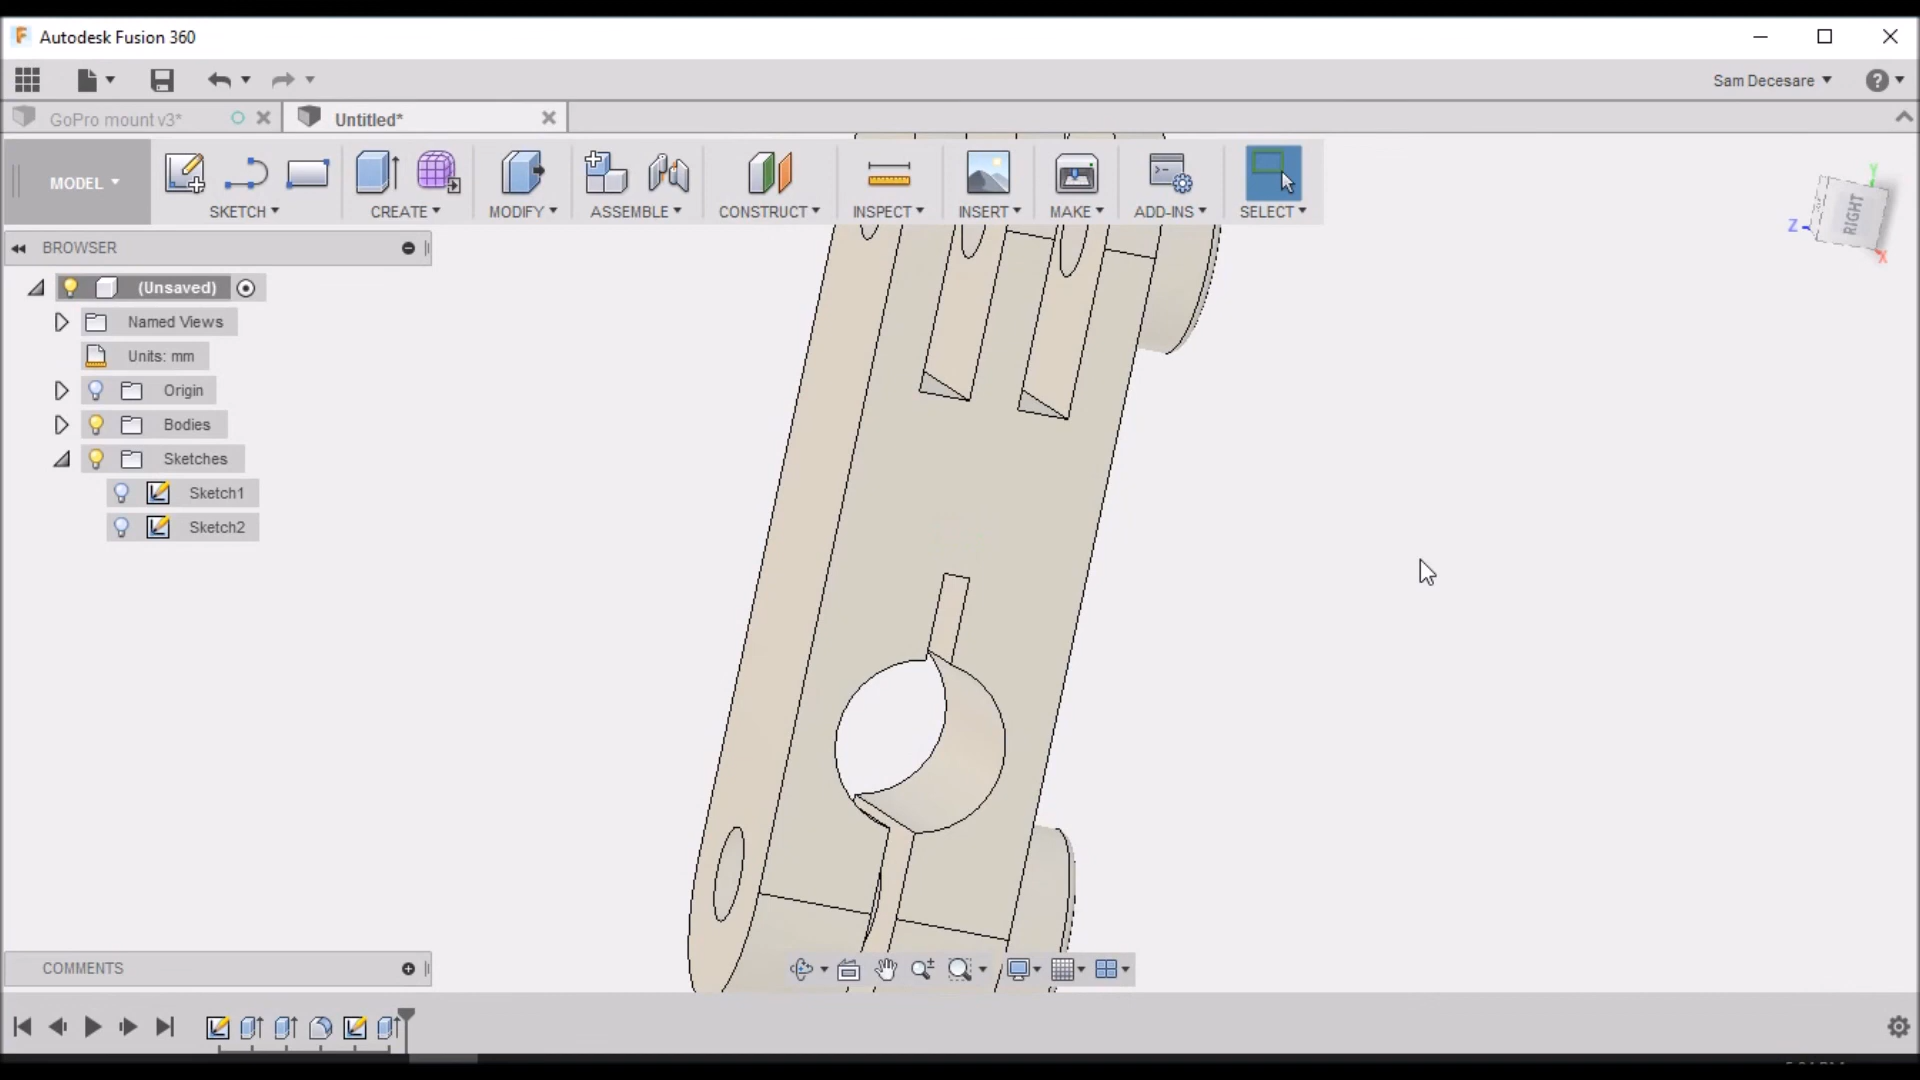 Autodesk Fusion 360
Sam Decesare
GoPro mount v3*
Untitled*
MODEL
SKETCH
CREATE
MODIFY
ASSEMBLE
CONSTRUCT
INSPECT
INSERT
MAKE
ADD-INS
SELECT
Y
Z
RIGHT
X
BROWSER
(Unsaved)
Named Views
Units: mm
Origin
Bodies
Sketches
Sketch1
Sketch2
COMMENTS